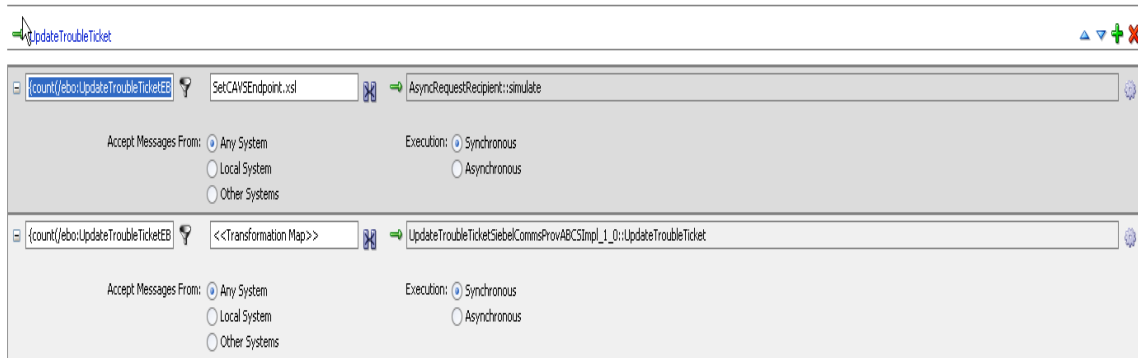 UpdateTroubleTicket
{count(/ebo:UpdateTroubleTicketEB SetCAVSEndpoint.xsl AsyncRequestRecipient::simulate
Accept Messages From: Any System Execution: Synchronous
Local System Asynchronous
Other Systems
{count(/ebo:UpdateTroubleTicketEB <<Transformation Map>> UpdateTroubleTicketSiebelCommsProvABCSImpl_1_0::UpdateTroubleTicket
Accept Messages From: Any System Execution: Synchronous
Local System Asynchronous
Other Systems